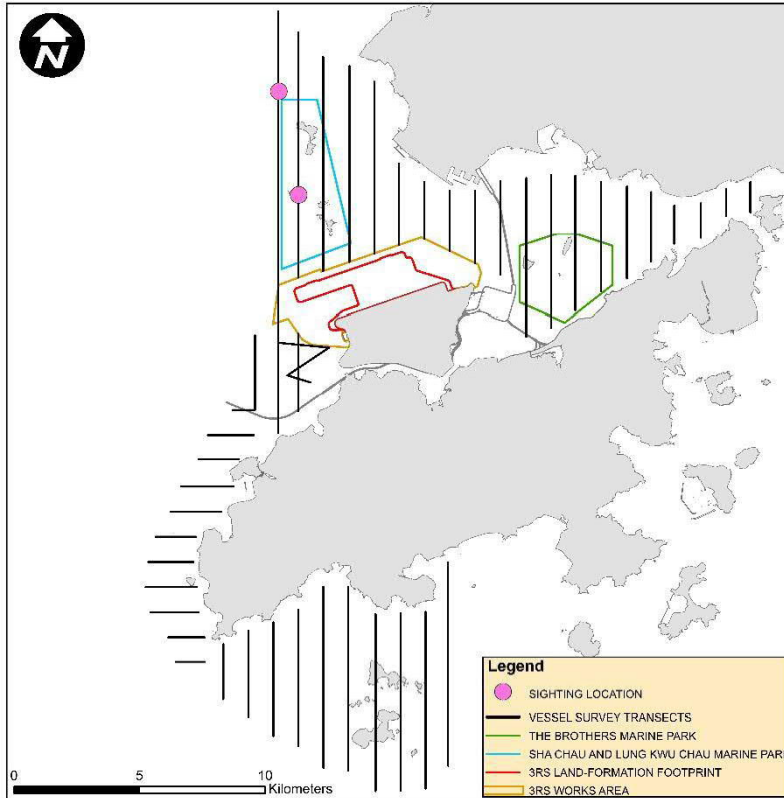 N
Legend
SIGHTING LOCATION
VESSEL SURVEY TRANSECTS
THE BROTHERS MARINE PARK
SHA CHAU AND LUNG KWU CHAU MARINE PARK
3RS LAND-FORMATION FOOTPRINT
3RS WORKS AREA
0 5 10
Kilometers